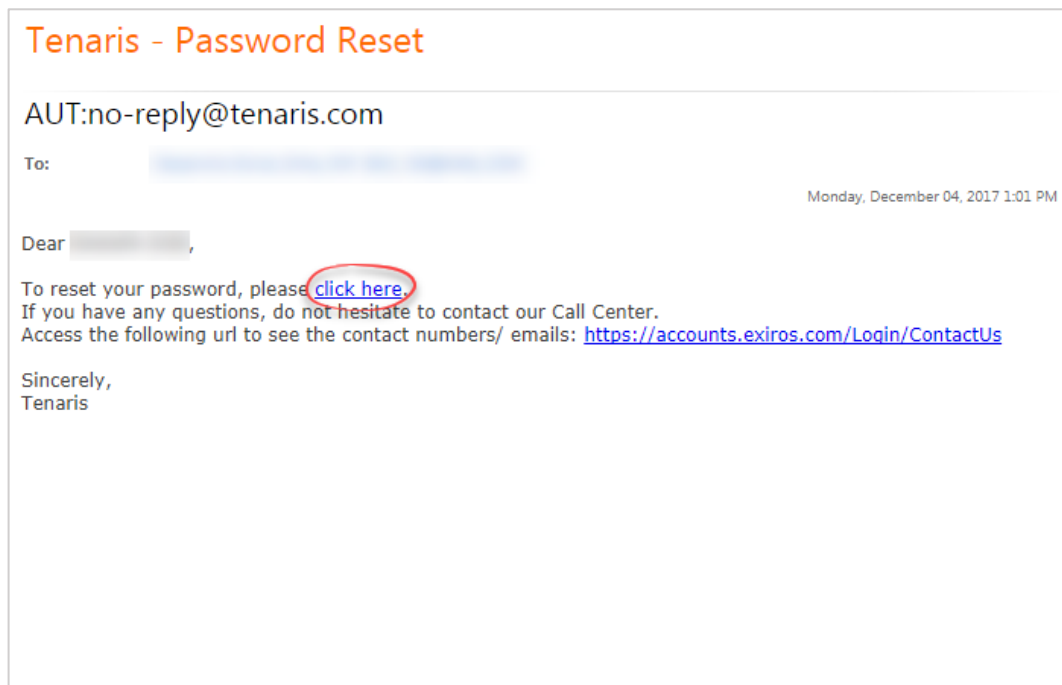 Tenaris - Password Reset
AUT:no-reply@tenaris.com
To:
Monday, December 04, 2017 1:01 PM
Dear ,
To reset your password, please click here.
If you have any questions, do not hesitate to contact our Call Center.
Access the following url to see the contact numbers/ emails: https://accounts.exiros.com/Login/ContactUs
Sincerely,
Tenaris